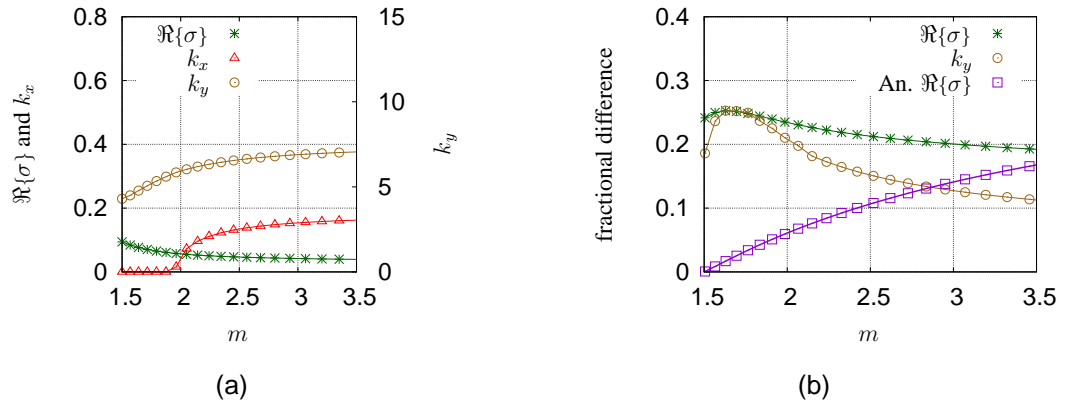 0.8
0.6
0.4
0.2
0
1.5
2
2.5
3
3.5
15
10
5
0
ℜ{σ} and k_x
k_y
m
ℜ{σ}
k_x
k_y
(a)
0.4
0.3
0.2
0.1
0
1.5
2
2.5
3
3.5
fractional difference
m
ℜ{σ}
k_y
An. ℜ{σ}
(b)